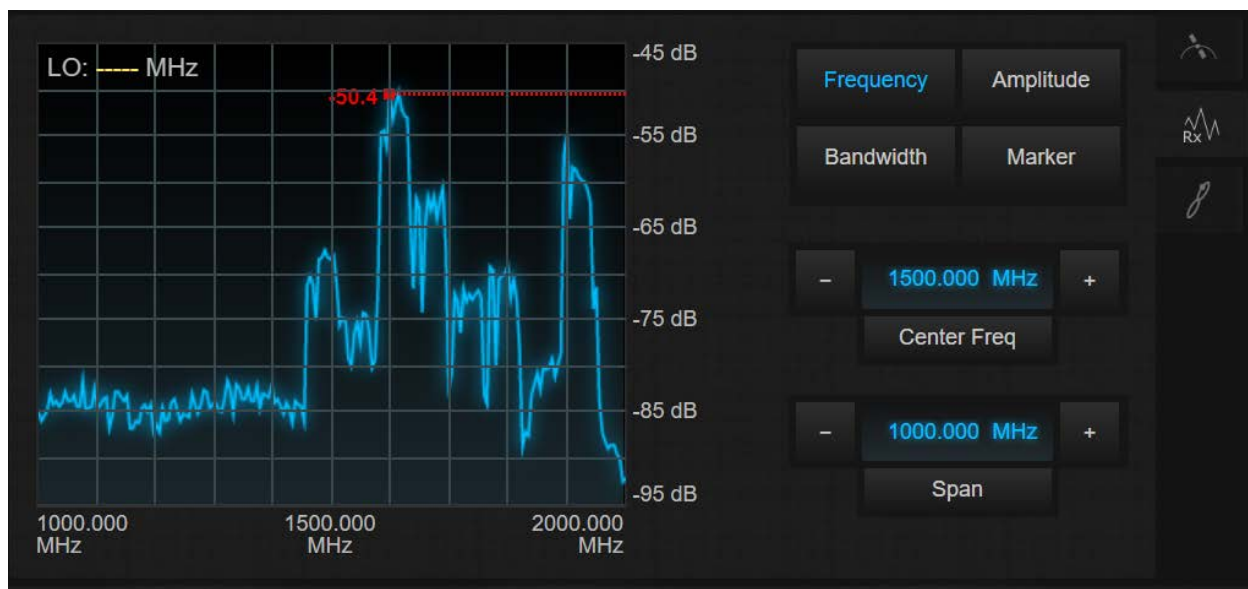 LO: ----- MHz
-50.4
-45 dB
-55 dB
-65 dB
-75 dB
-85 dB
-95 dB
1000.000
MHz
1500.000
MHz
2000.000
MHz
Frequency
Amplitude
Bandwidth
Marker
– 1500.000 MHz +
Center Freq
– 1000.000 MHz +
Span
Rx